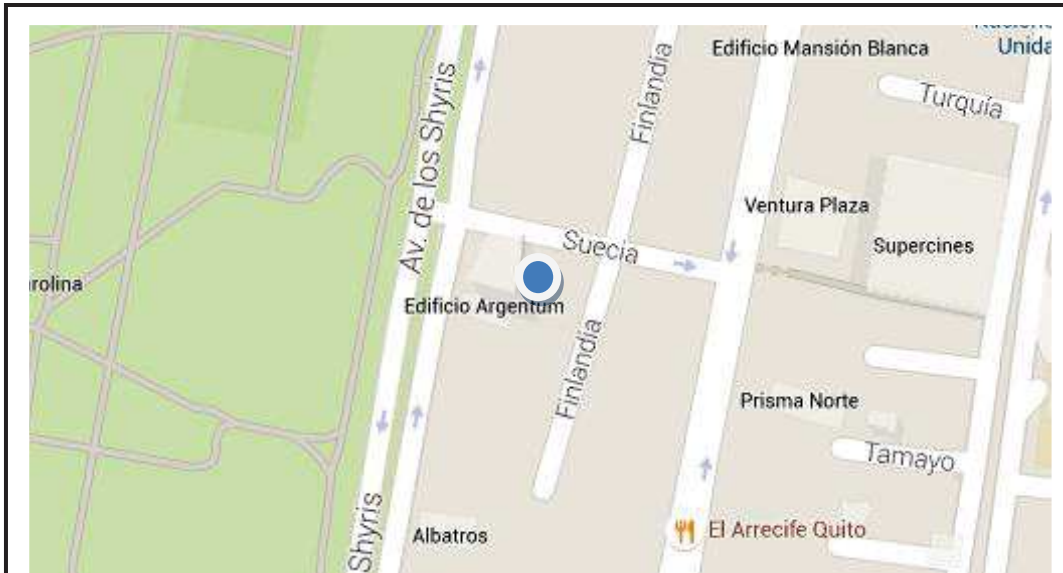 Unida
Edificio Mansión Blanca
Turquía
Finlandia
Av. de los Shyris
Ventura Plaza
Supercines
Suecia
rolina
Edificio Argentum
Finlandia
Prisma Norte
Tamayo
Shyris
Albatros
El Arrecife Quito